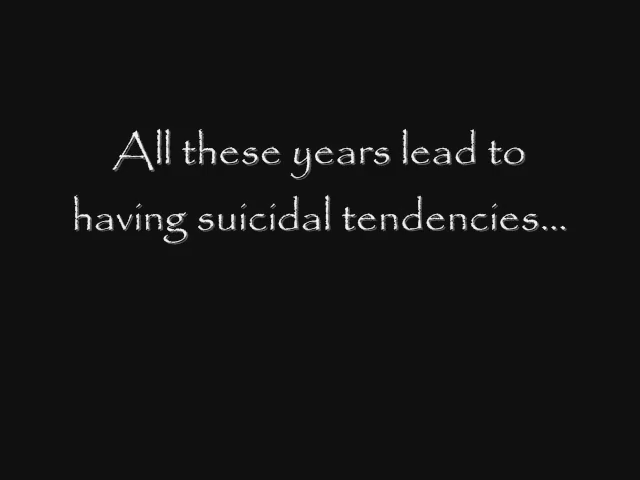 All these years lead to
having suicidal tendencies...